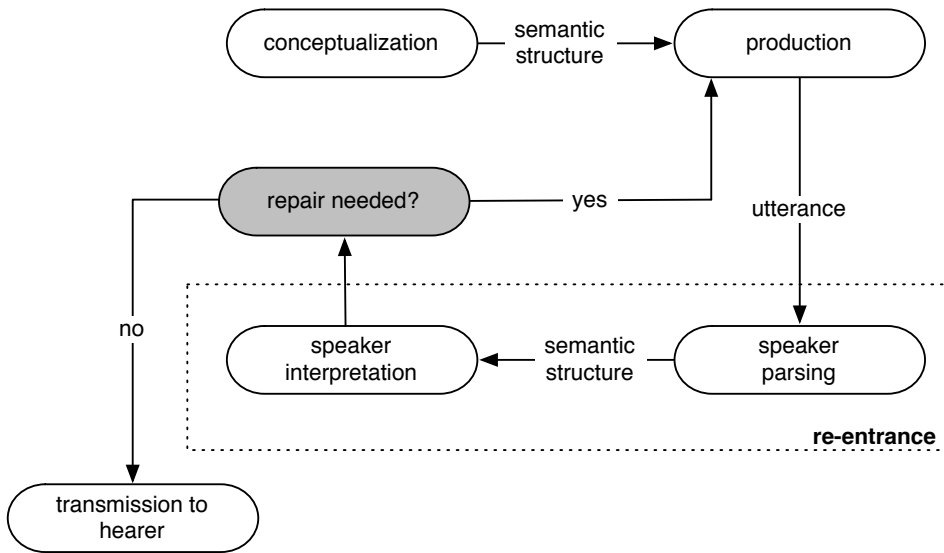 conceptualization
semantic
structure
production
repair needed?
yes
utterance
no
speaker
interpretation
semantic
structure
speaker
parsing
re-entrance
transmission to
hearer